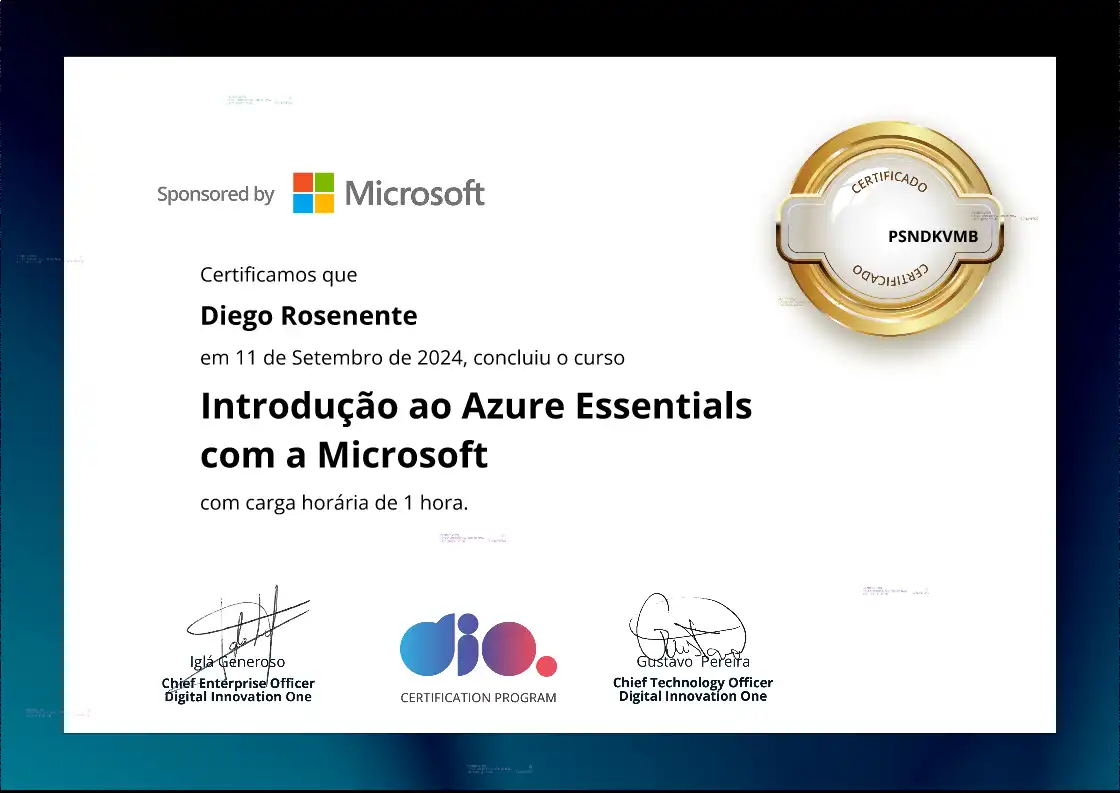 Sponsored by Microsoft
CERTIFICADO
PSNDKVMB
CERTIFICADO
Certificamos que
Diego Rosenente
em 11 de Setembro de 2024, concluiu o curso
Introdução ao Azure Essentials
com a Microsoft
com carga horária de 1 hora.
Iglá Generoso
Chief Enterprise Officer
Digital Innovation One
dio.
CERTIFICATION PROGRAM
Gustavo Pereira
Chief Technology Officer
Digital Innovation One